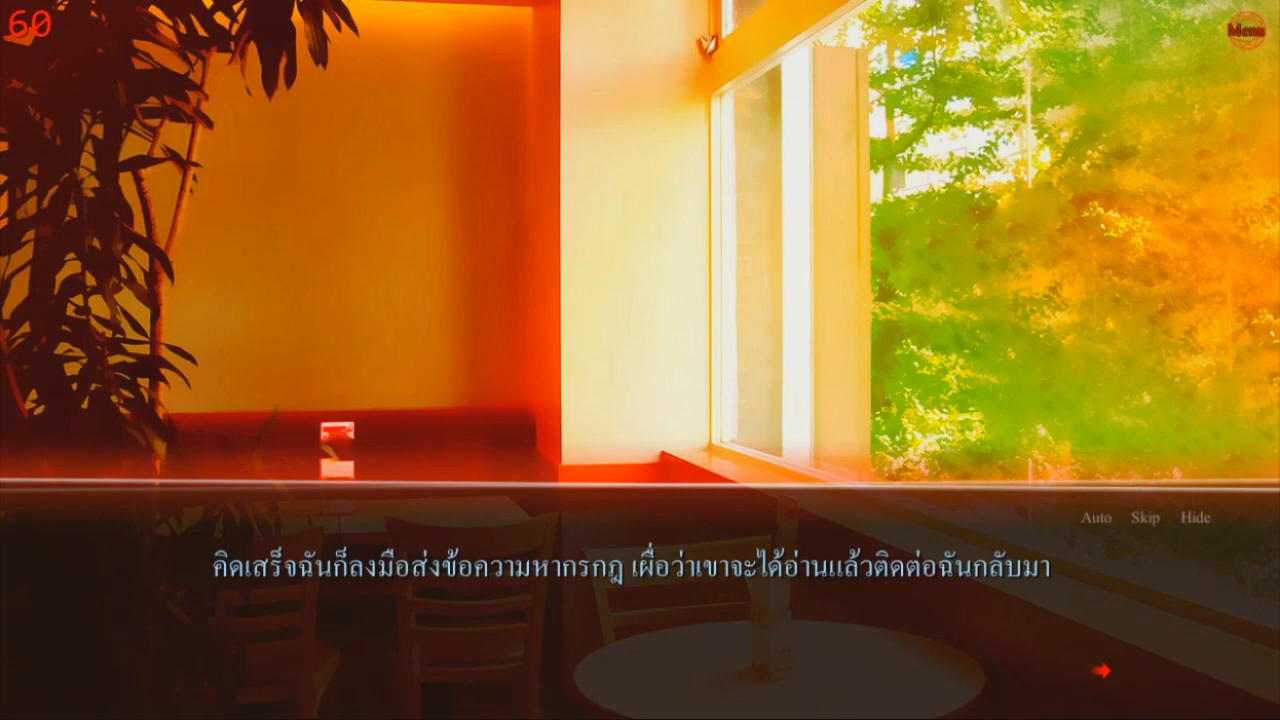 60
Menu
Auto Skip Hide
คิดเสร็จฉันก็ลงมือส่งข้อความหากรกฎ เผื่อว่าเขาจะได้อ่านแล้วติดต่อฉันกลับมา